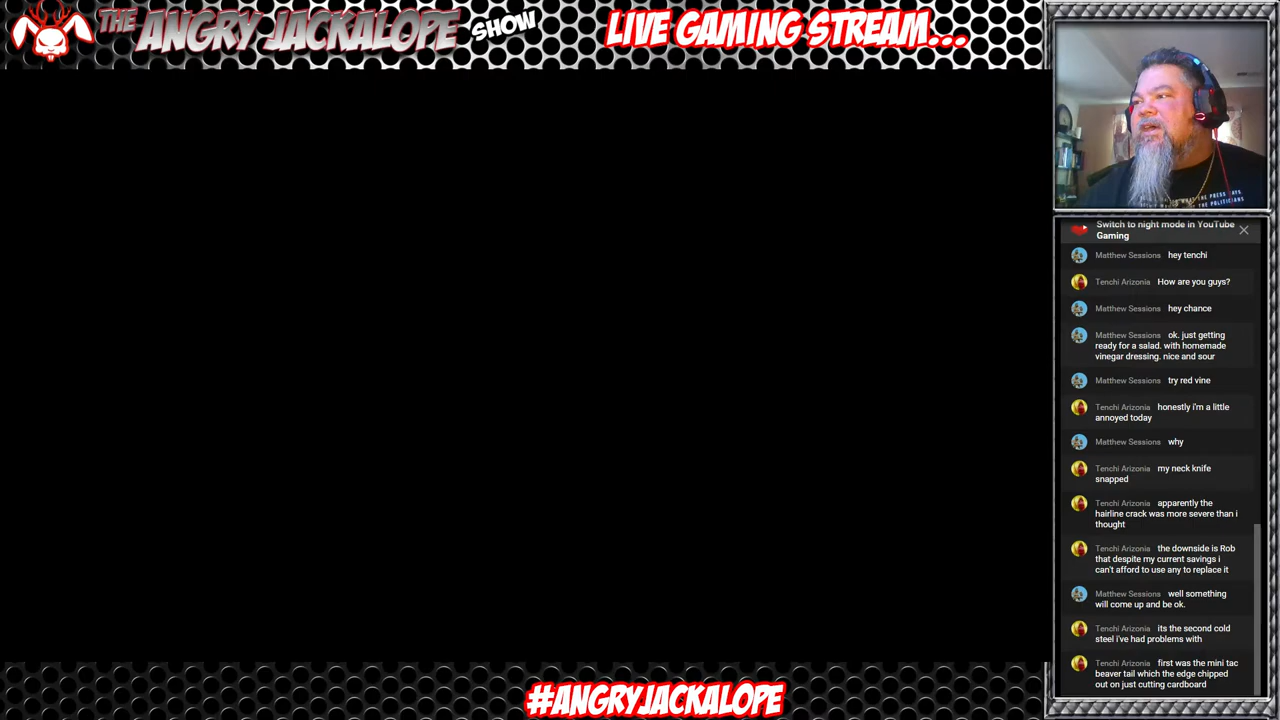 THE ANGRY JACKALOPE SHOW
LIVE GAMING STREAM...
Switch to night mode in YouTube
Gaming
Matthew Sessions hey tenchi
Tenchi Arizonia How are you guys?
Matthew Sessions hey chance
Matthew Sessions ok. just getting
ready for a salad. with homemade
vinegar dressing. nice and sour
Matthew Sessions try red vine
Tenchi Arizonia honestly i'm a little
annoyed today
Matthew Sessions why
Tenchi Arizonia my neck knife
snapped
Tenchi Arizonia apparently the
hairline crack was more severe than i
thought
Tenchi Arizonia the downside is Rob
that despite my current savings i
can't afford to use any to replace it
Matthew Sessions well something
will come up and be ok.
Tenchi Arizonia its the second cold
steel i've had problems with
Tenchi Arizonia first was the mini tac
beaver tail which the edge chipped
out on just cutting cardboard
#ANGRYJACKALOPE